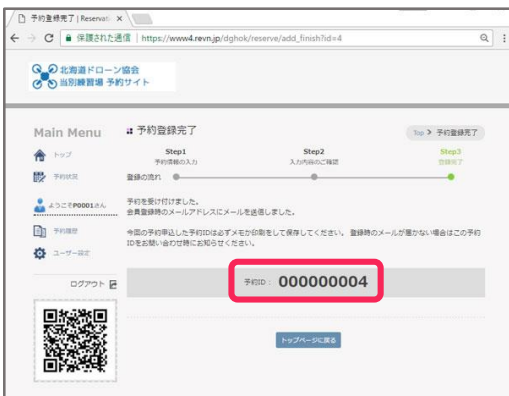 予約登録完了 | Reservati
保護された通信 | https://www4.revn.jp/dghok/reserve/add_finish?id=4
北海道ドローン協会
当別練習場 予約サイト
Main Menu
トップ
予約状況
ようこそP0001さん
予約履歴
ユーザー設定
ログアウト
予約登録完了
Top > 予約登録完了
Step1
予約情報の入力
Step2
入力内容のご確認
Step3
登録完了
登録の流れ
予約を受け付けました。
会員登録時のメールアドレスにメールを送信しました。
今回の予約申込した予約IDは必ずメモか印刷をして保存してください。 登録時のメールが届かない場合はこの予約
IDをお問い合わせ時にお知らせください。
予約ID： 000000004
トップページに戻る